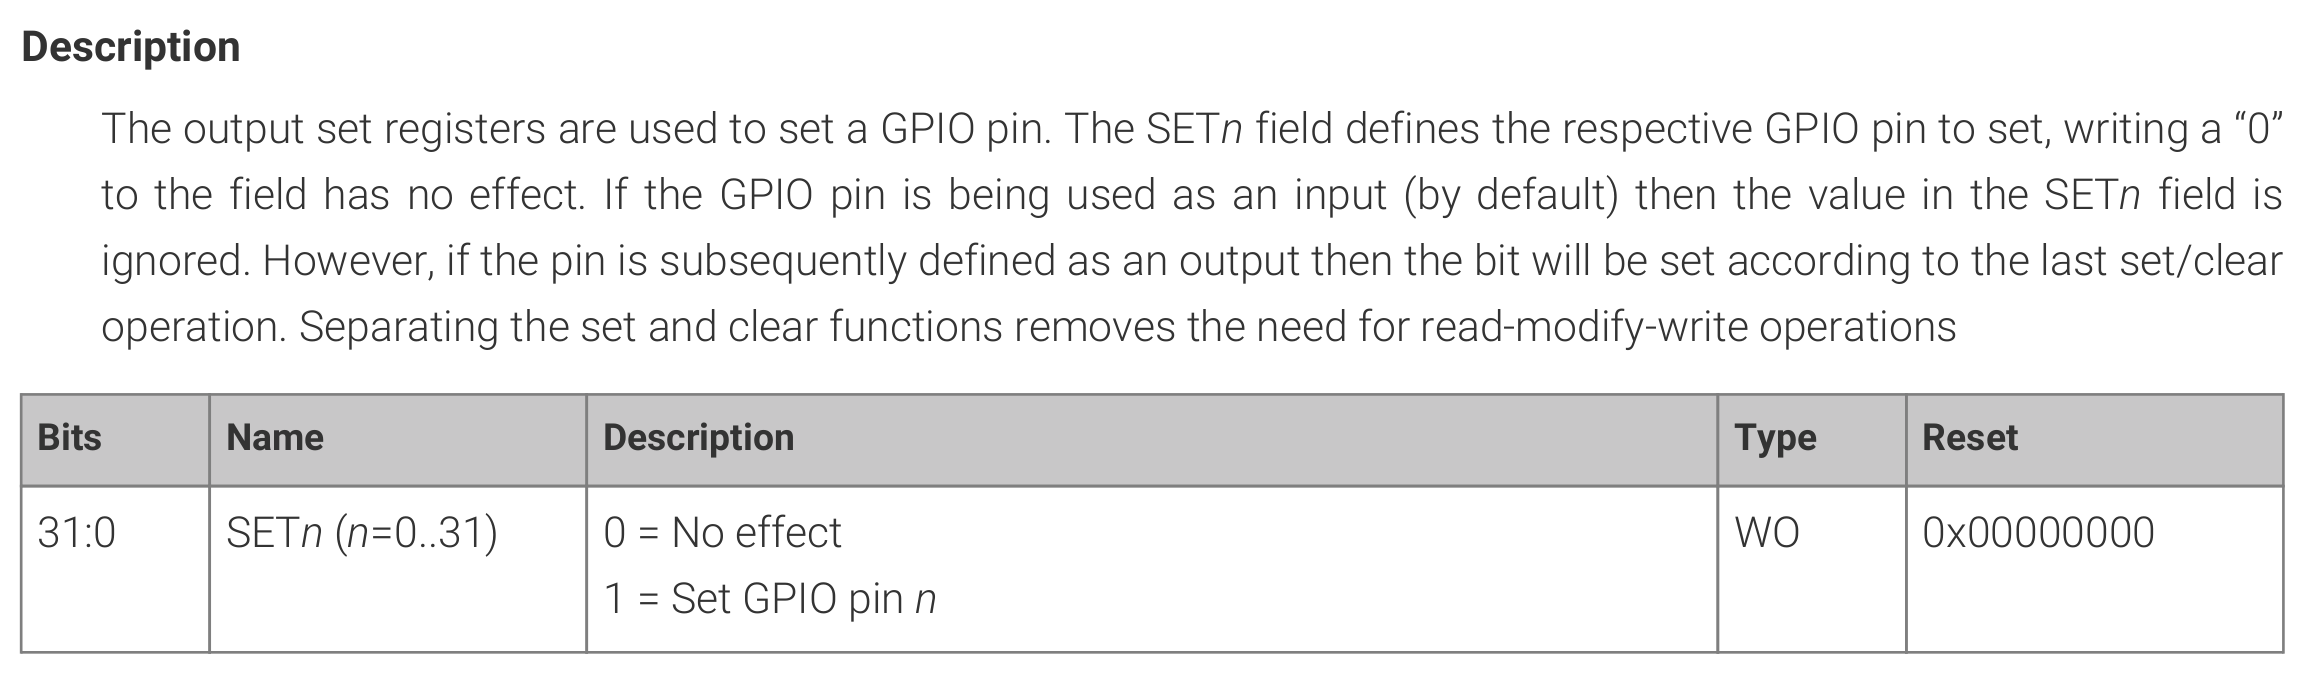 Description
The output set registers are used to set a GPIO pin. The SETn field defines the respective GPIO pin to set, writing a “0”
to the field has no effect. If the GPIO pin is being used as an input (by default) then the value in the SETn field is
ignored. However, if the pin is subsequently defined as an output then the bit will be set according to the last set/clear
operation. Separating the set and clear functions removes the need for read-modify-write operations
Bits Name Description Type Reset
31:0 SETn (n=0..31) 0 = No effect WO 0x00000000
1 = Set GPIO pin n